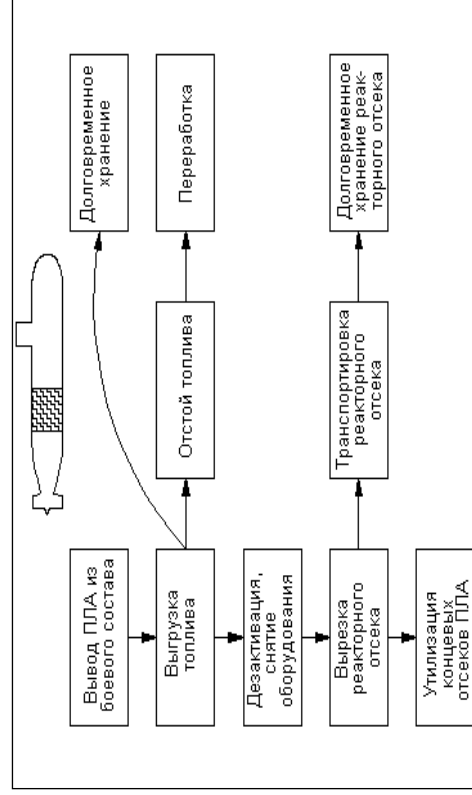 Вывод ПЛА из
боевого состава
Выгрузка
топлива
Дезактивация,
снятие
оборудования
Вырезка
реакторного
отсека
Утилизация
концевых
отсеков ПЛА
Отстой топлива
Транспортировка
реакторного
отсека
Долговременное
хранение
Переработка
Долговременное
хранение реак-
торного отсека